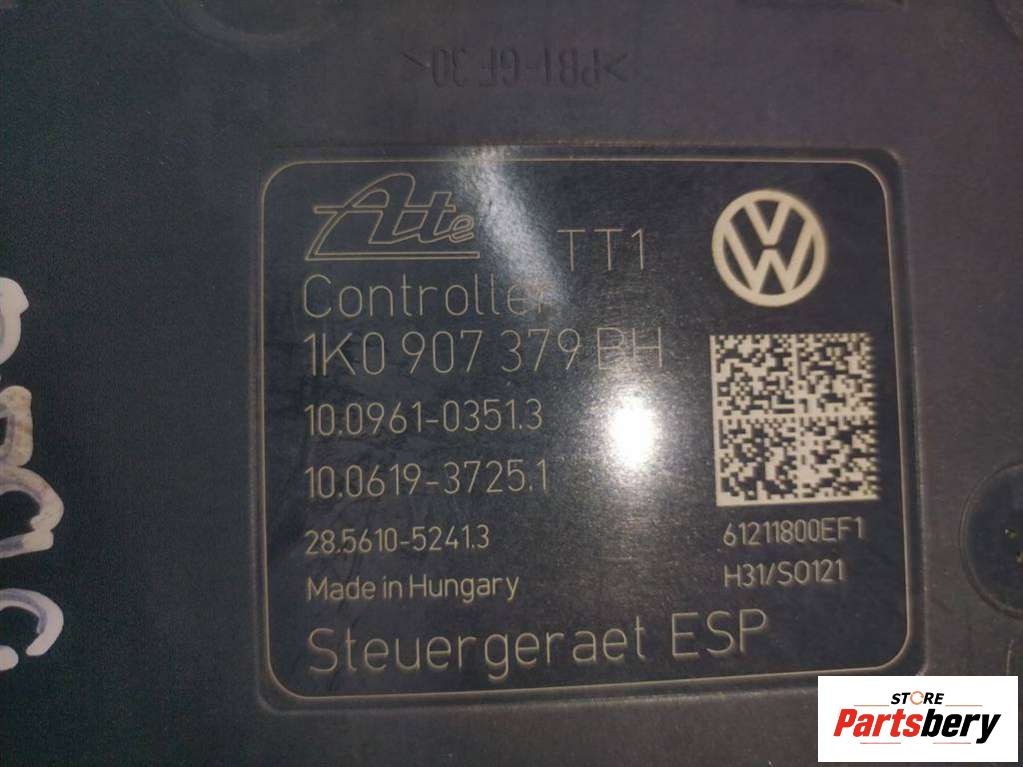 >PBT-GF30<
Ate
TT1
Controller
1K0 907 379 BH
10.0961-0351.3
10.0619-3725.1
28.5610-5241.3
Made in Hungary
Steuergeraet ESP
61211800EF1
H31/S0121
STORE
Partsbery